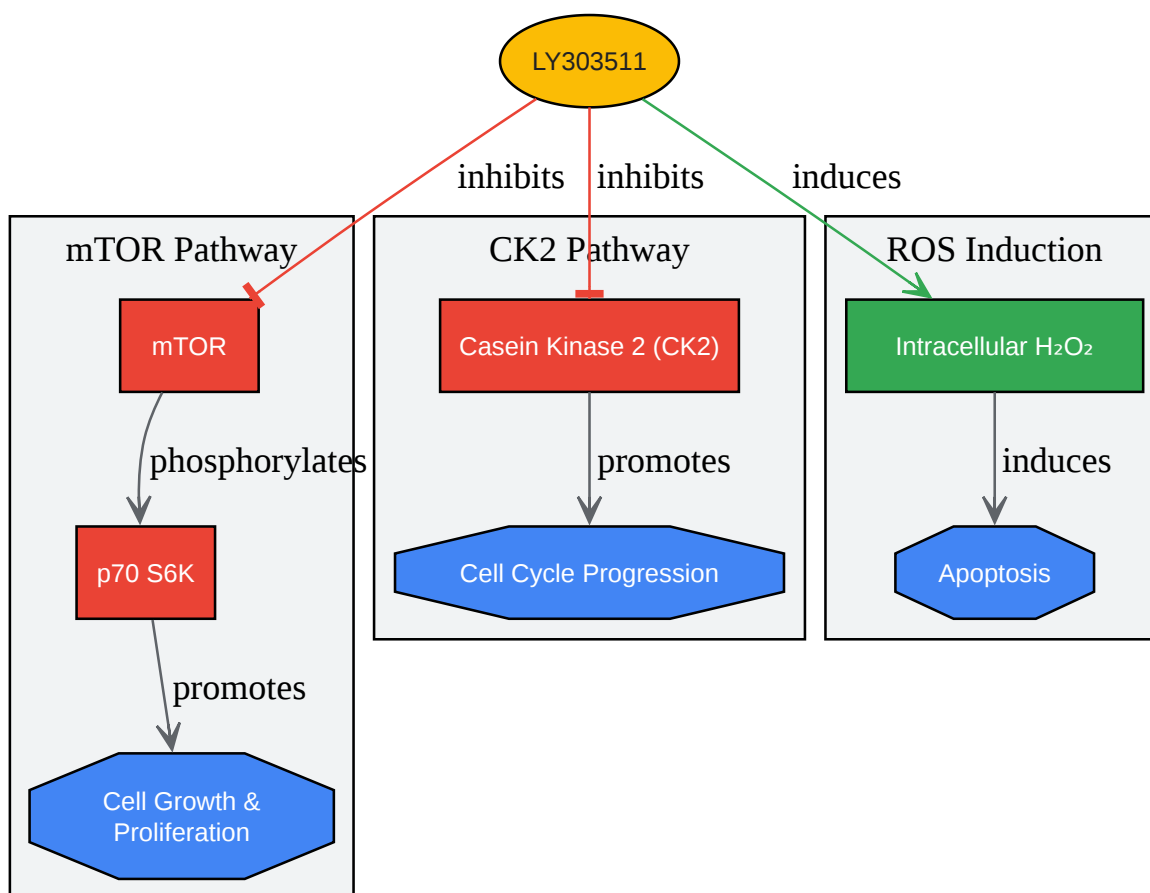 LY303511
inhibits
inhibits
induces
mTOR Pathway
CK2 Pathway
ROS Induction
mTOR
Casein Kinase 2 (CK2)
Intracellular H₂O₂
phosphorylates
promotes
induces
p70 S6K
Cell Cycle Progression
Apoptosis
promotes
Cell Growth &
Proliferation